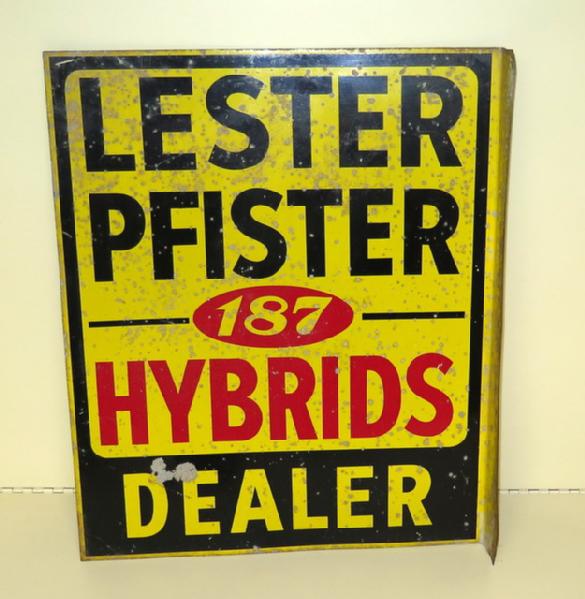 LESTER
PFISTER
187
HYBRIDS
DEALER